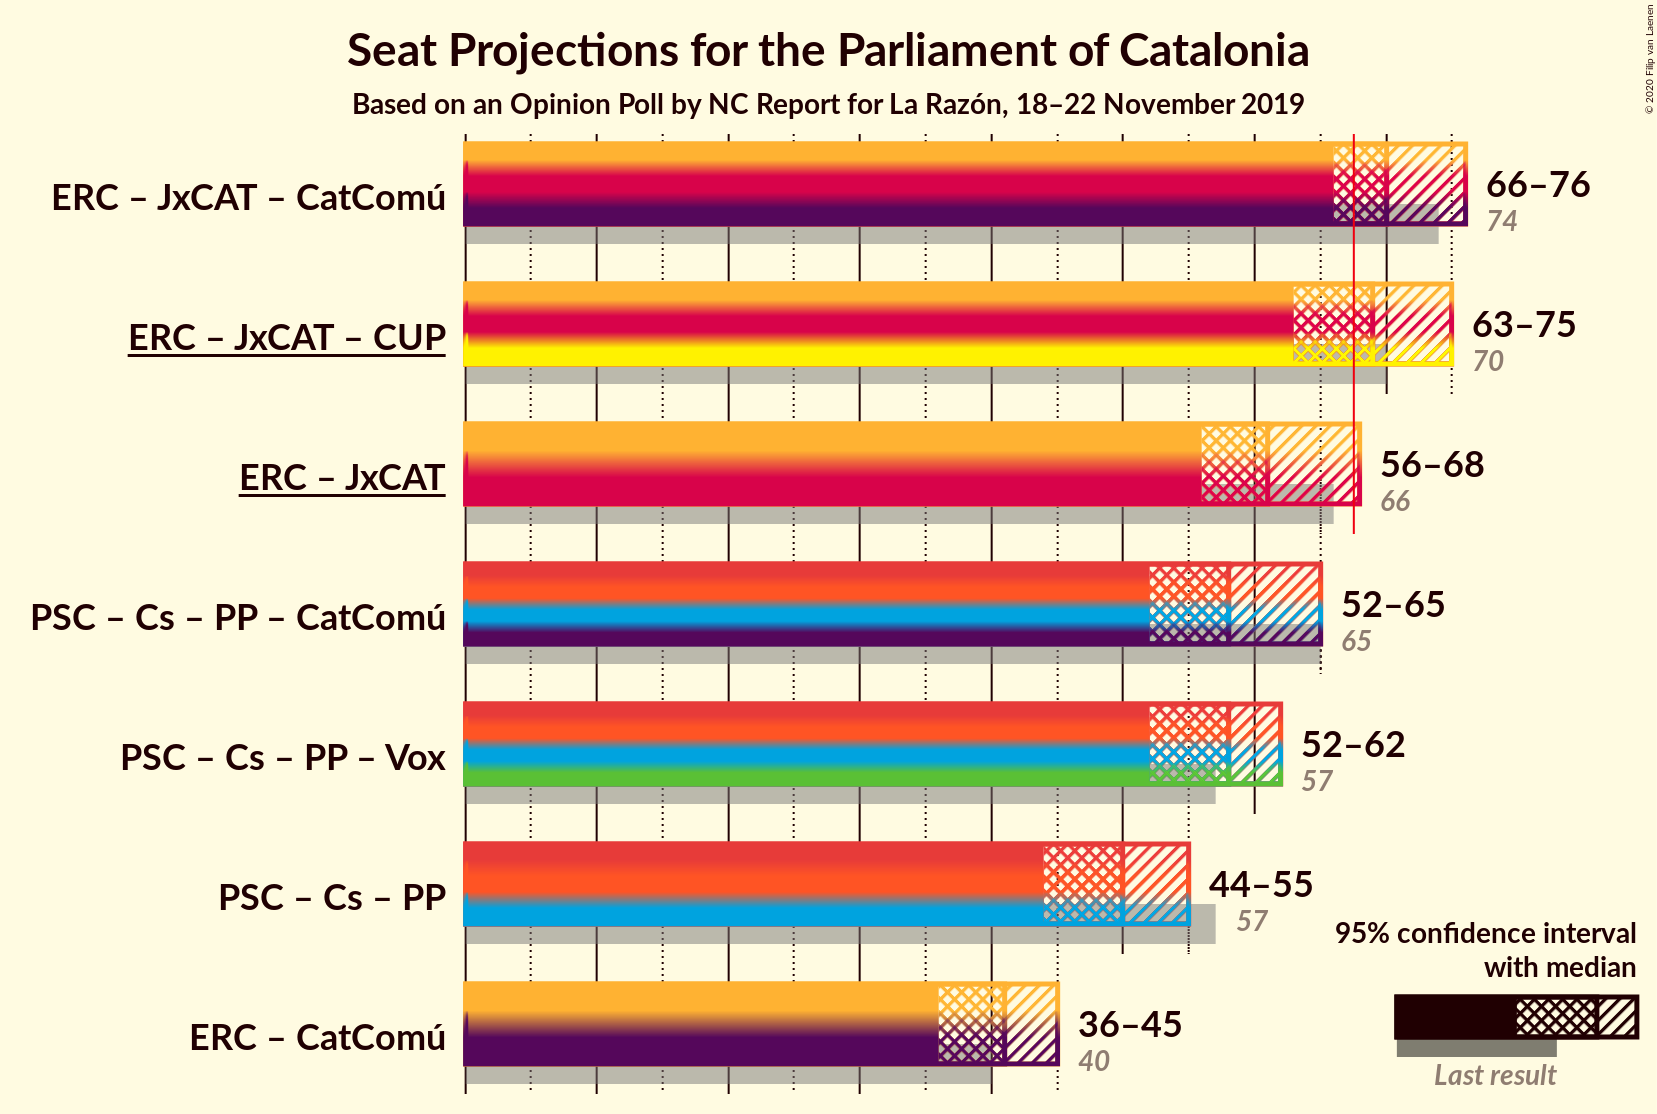 Seat Projections for the Parliament of Catalonia
Based on an Opinion Poll by NC Report for La Razón, 18–22 November 2019
© 2020 Filip van Laenen
ERC – JxCAT – CatComú
66–76
74
ERC – JxCAT – CUP
63–75
70
ERC – JxCAT
56–68
66
PSC – Cs – PP – CatComú
52–65
65
PSC – Cs – PP – Vox
52–62
57
PSC – Cs – PP
44–55
57
ERC – CatComú
36–45
40
95% confidence interval
with median
Last result